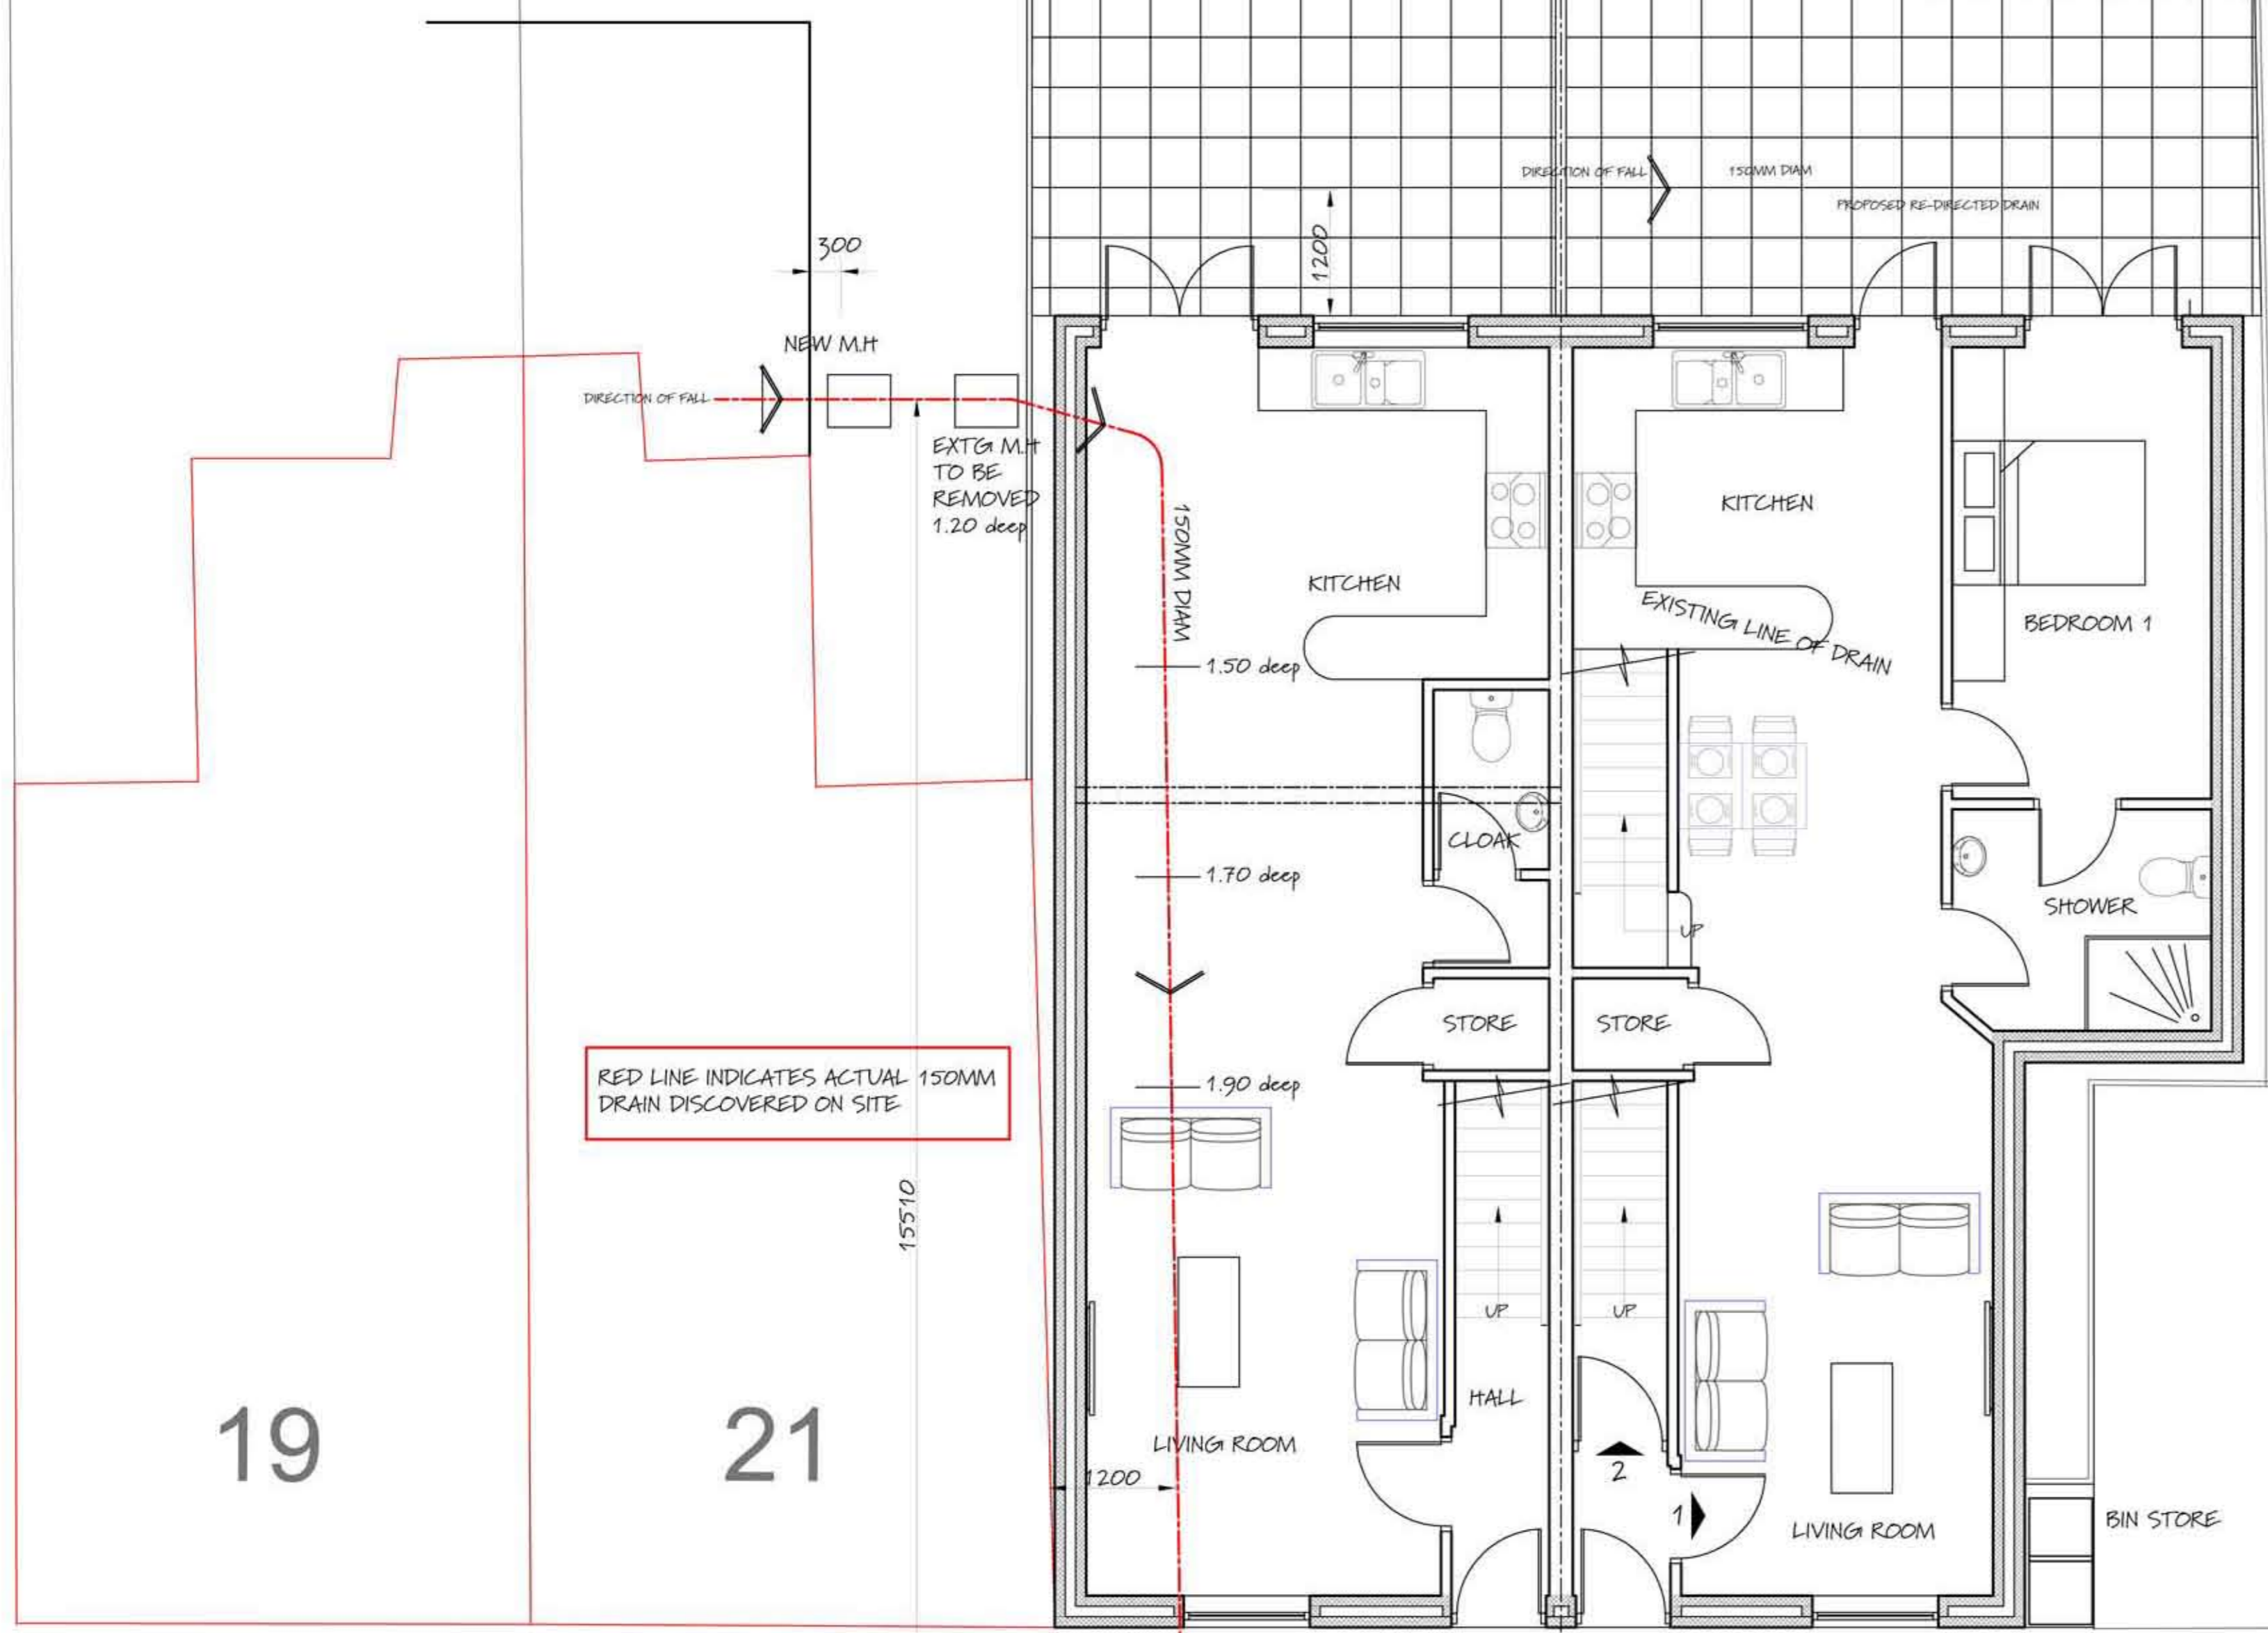 DIRECTION OF FALL
150MM DIAM
PROPOSED RE-DIRECTED DRAIN
1200
300
NEW M.H
DIRECTION OF FALL
EXTG M.H
TO BE
REMOVED
1.20 deep
150MM DIAM
KITCHEN
KITCHEN
EXISTING LINE OF DRAIN
BEDROOM 1
1.50 deep
CLOAK
1.70 deep
UP
SHOWER
STORE
STORE
RED LINE INDICATES ACTUAL 150MM
DRAIN DISCOVERED ON SITE
1.90 deep
15510
UP
UP
HALL
19
21
LIVING ROOM
1200
2
1
LIVING ROOM
BIN STORE